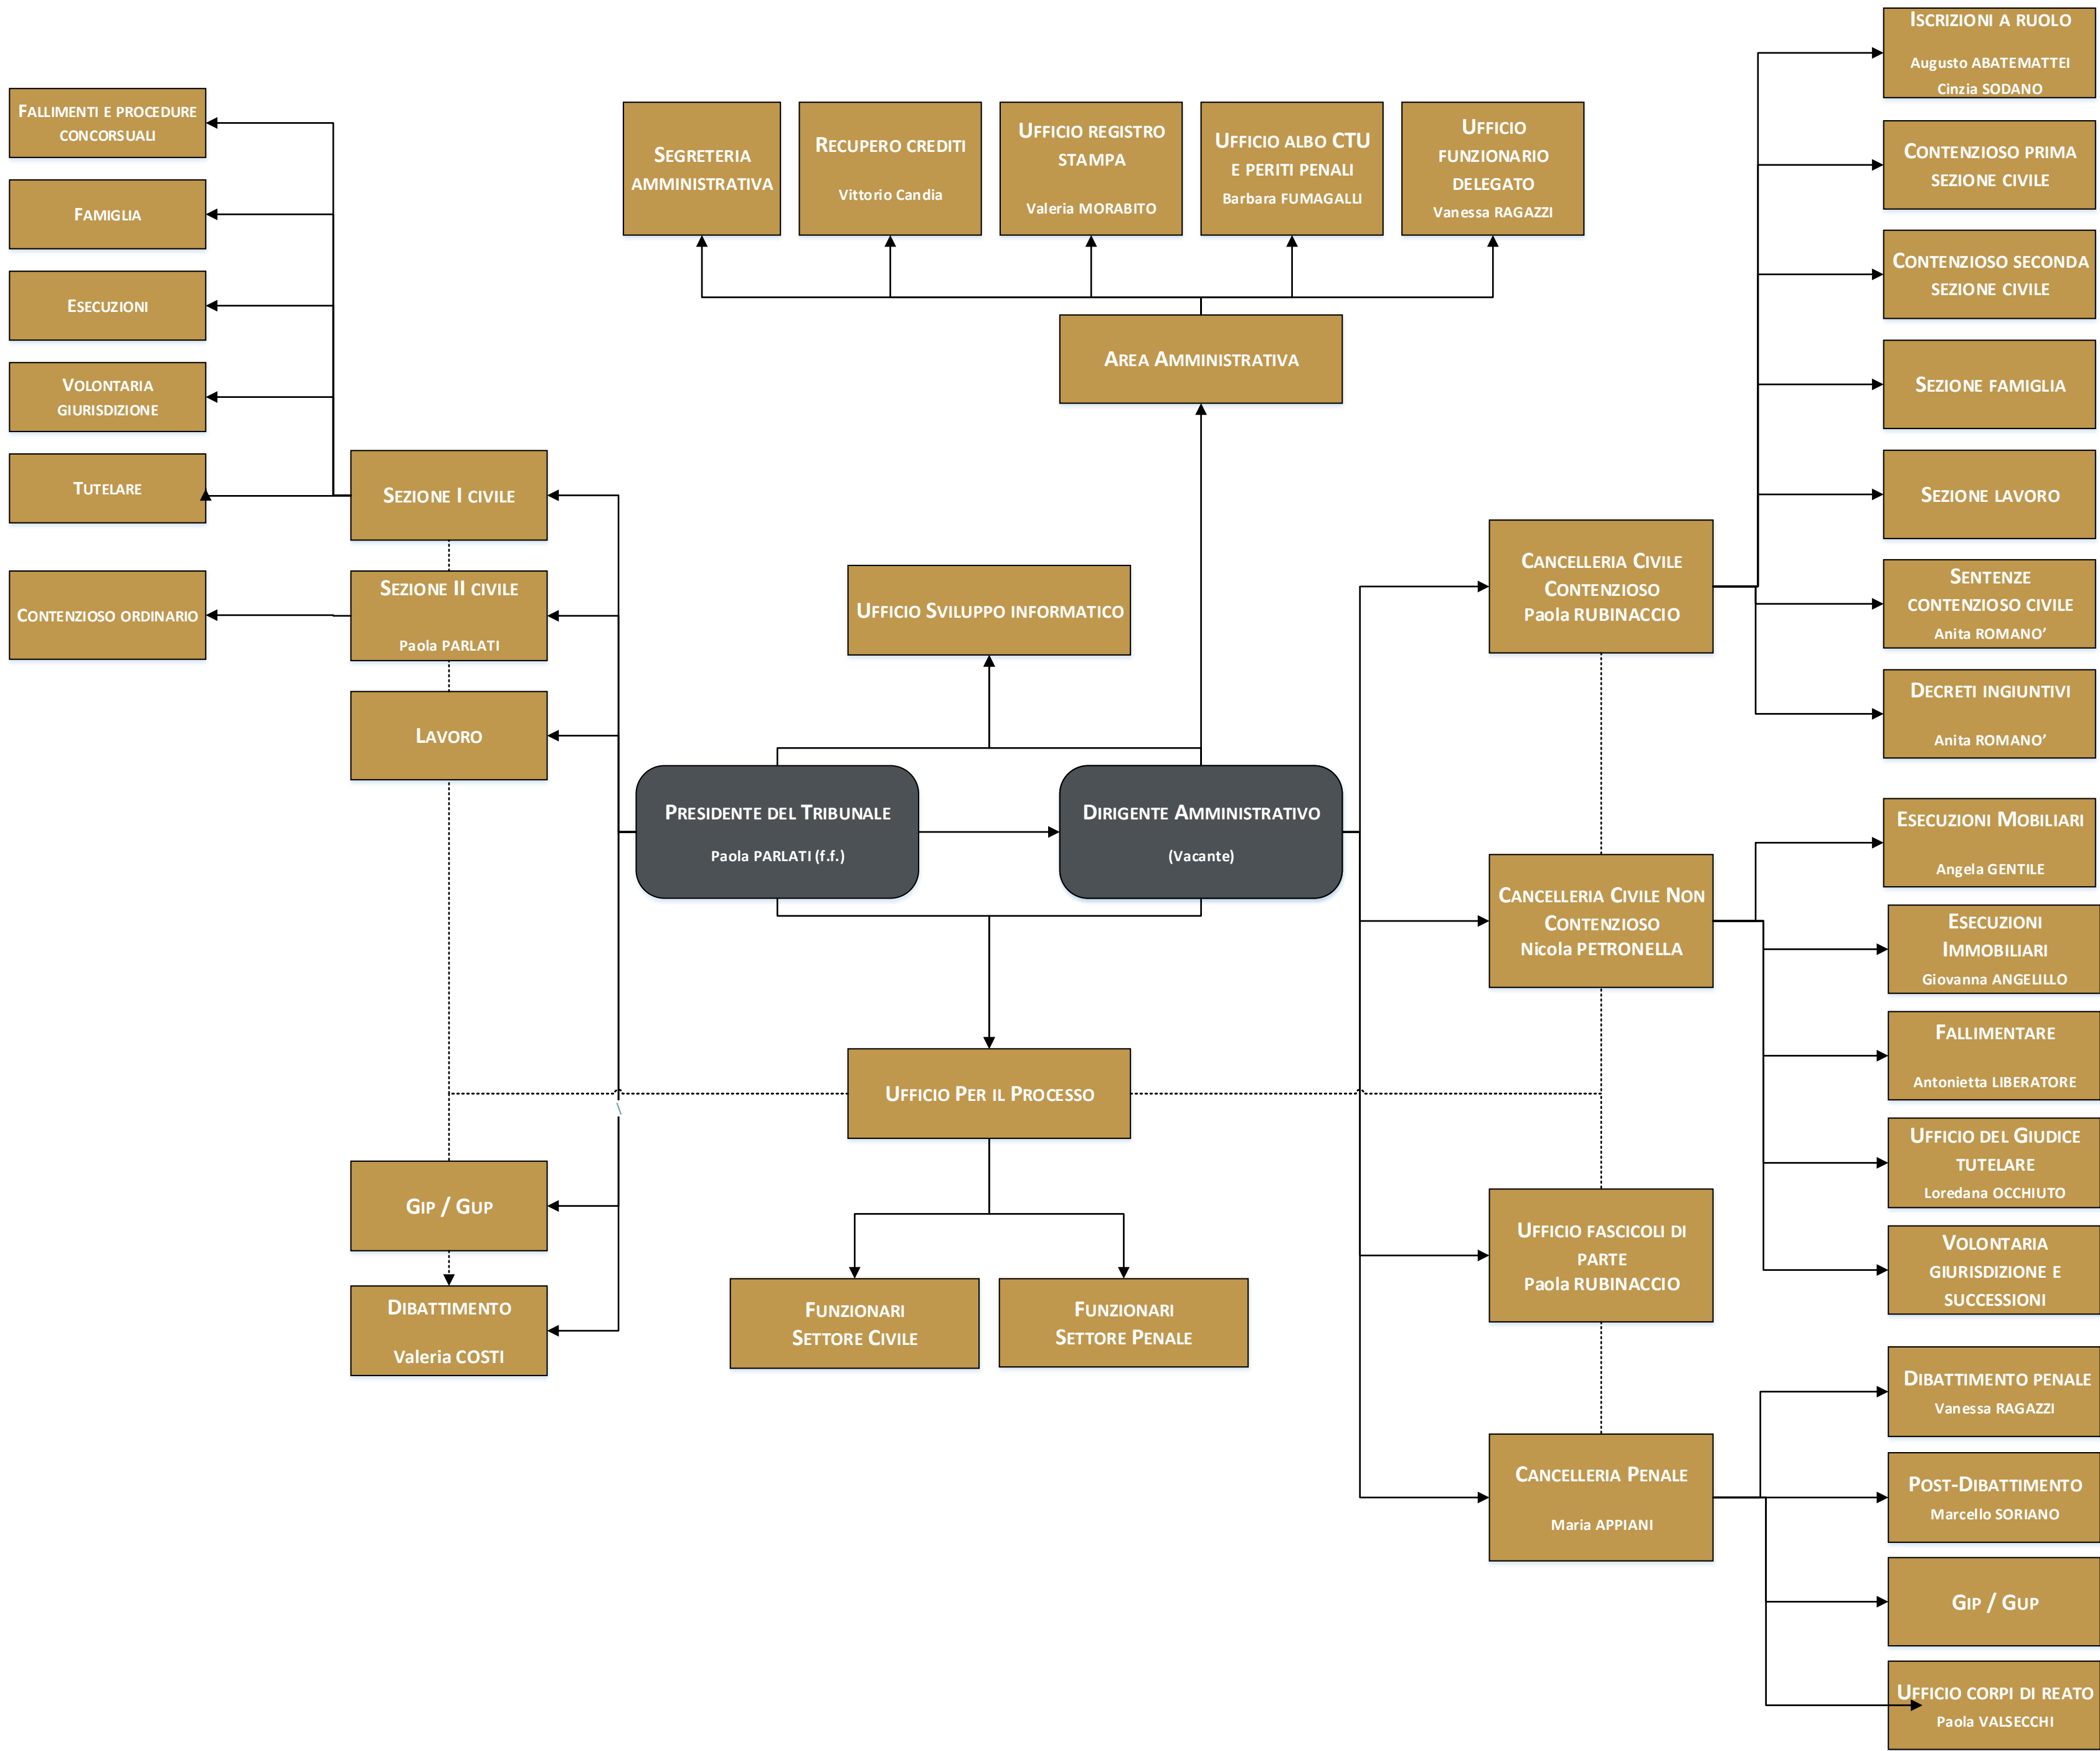 Fallimenti e procedure
concorsuali
Famiglia
Esecuzioni
Volontaria
giurisdizione
Tutelare
Contenzioso ordinario
Sezione I civile
Sezione II civile
Paola PARLATI
Lavoro
Gip / Gup
Dibattimento
Valeria COSTI
Segreteria
amministrativa
Recupero crediti
Vittorio Candia
Ufficio registro
stampa
Valeria MORABITO
Ufficio albo CTU
e periti penali
Barbara FUMAGALLI
Ufficio
funzionario
delegato
Vanessa RAGAZZI
Area Amministrativa
Ufficio Sviluppo informatico
Presidente del Tribunale
Paola PARLATI (f.f.)
Dirigente Amministrativo
(Vacante)
Ufficio Per il Processo
\
Funzionari
Settore Civile
Funzionari
Settore Penale
Cancelleria Civile
Contenzioso
Paola RUBINACCIO
Cancelleria Civile Non
Contenzioso
Nicola PETRONELLA
Ufficio fascicoli di
parte
Paola RUBINACCIO
Cancelleria Penale
Maria APPIANI
Iscrizioni a ruolo
Augusto ABATEMATTEI
Cinzia SODANO
Contenzioso prima
sezione civile
Contenzioso seconda
sezione civile
Sezione famiglia
Sezione lavoro
Sentenze
contenzioso civile
Anita ROMANO’
Decreti ingiuntivi
Anita ROMANO’
Esecuzioni Mobiliari
Angela GENTILE
Esecuzioni
Immobiliari
Giovanna ANGELILLO
Fallimentare
Antonietta LIBERATORE
Ufficio del Giudice
tutelare
Loredana OCCHIUTO
Volontaria
giurisdizione e
successioni
Dibattimento penale
Vanessa RAGAZZI
Post-Dibattimento
Marcello SORIANO
Gip / Gup
Ufficio corpi di reato
Paola VALSECCHI